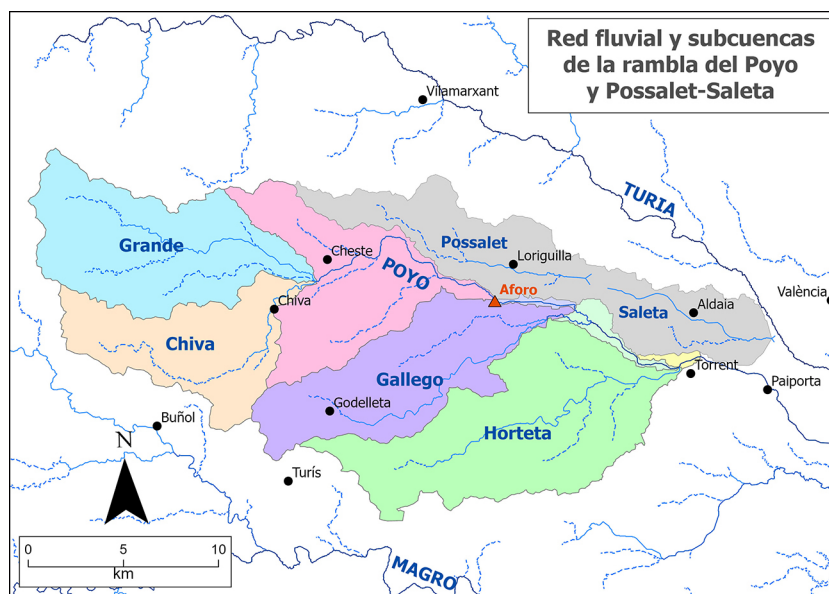 Red fluvial y subcuencas
de la rambla del Poyo
y Possalet-Saleta
Vilamarxant
TURIA
Grande
Possalet
Cheste
Loriguilla
POYO
Aforo
València
Chiva
Saleta
Aldaia
Chiva
Gallego
Torrent
Paiporta
Godelleta
Buñol
Horteta
N
Turís
0 5 10
km
MAGRO